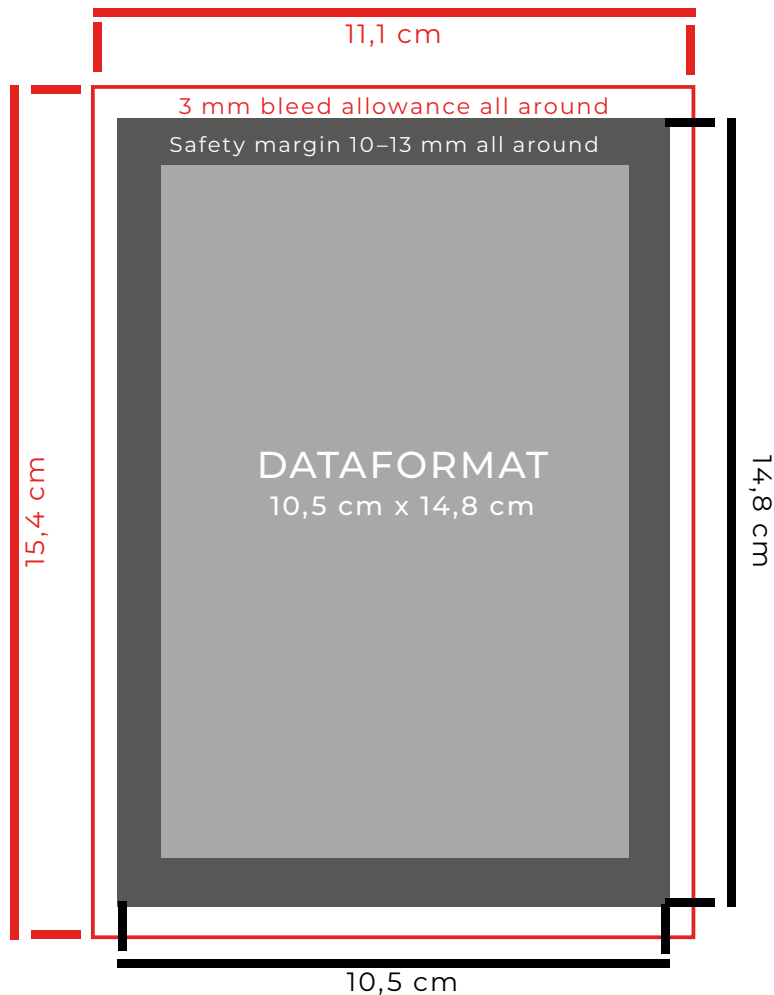 11,1 cm
3 mm bleed allowance all around
Safety margin 10–13 mm all around
DATAFORMAT
10,5 cm x 14,8 cm
15,4 cm
14,8 cm
10,5 cm